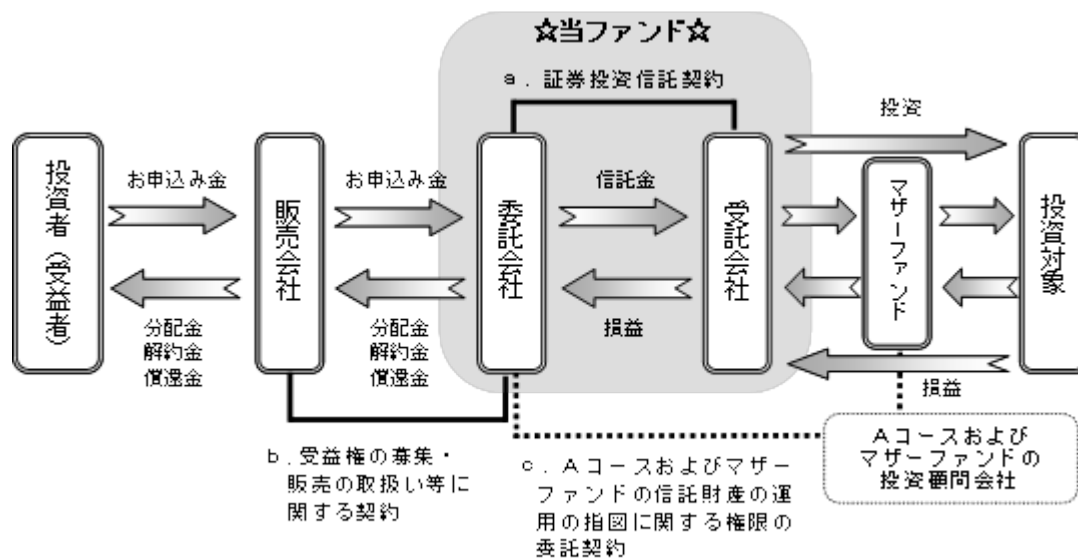 ☆当ファンド☆
a．証券投資信託契約
投資
投資者（受益者）
お申込み金
販売会社
お申込み金
委託会社
信託金
受託会社
マザーファンド
投資対象
分配金
解約金
償還金
分配金
解約金
償還金
損益
損益
b．受益権の募集・
販売の取扱い等に
関する契約
c．Aコースおよびマザー
ファンドの信託財産の運
用の指図に関する権限の
委託契約
Aコースおよび
マザーファンドの
投資顧問会社